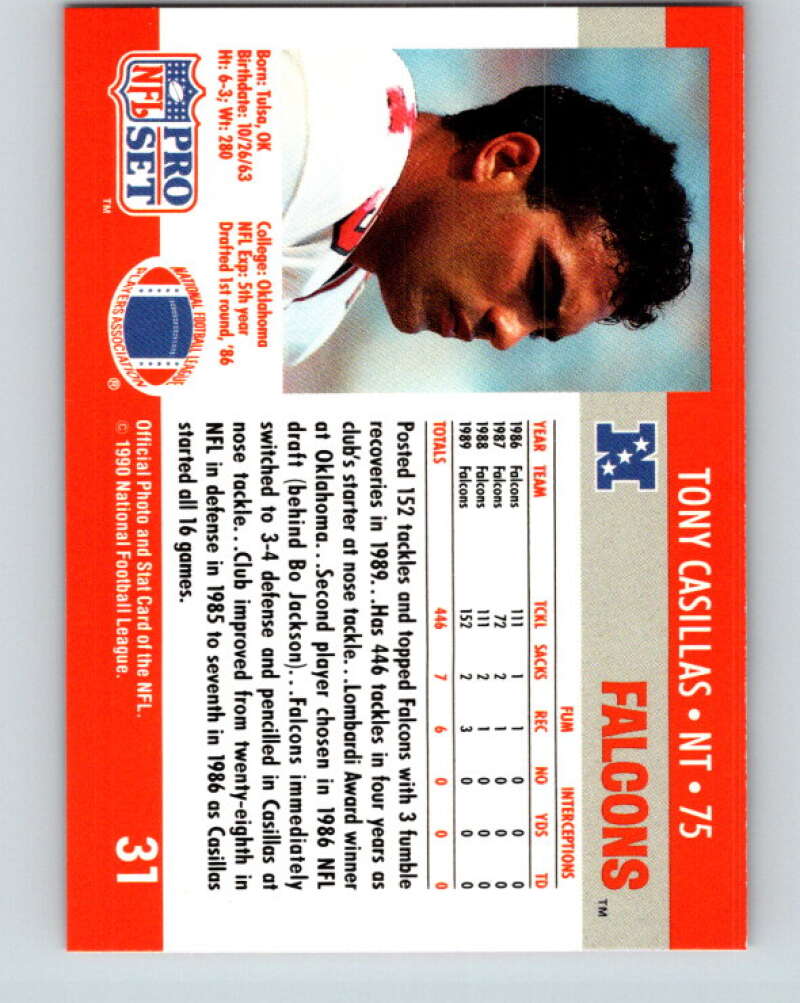 TONY CASILLAS • NT • 75
FALCONS™
Born: Tulsa, OK
Birthdate: 10/26/63
Ht: 6-3; Wt: 280
College: Oklahoma
NFL Exp: 5th year
Drafted 1st round, '86
FUM INTERCEPTIONS
YEAR TEAM TCKL SACKS REC NO YDS TD
1986 Falcons 111 1 1 0 0 0
1987 Falcons 72 2 1 0 0 0
1988 Falcons 111 2 1 0 0 0
1989 Falcons 152 2 3 0 0 0
TOTALS 446 7 6 0 0 0
Posted 152 tackles and topped Falcons with 3 fumble
recoveries in 1989...Has 446 tackles in four years as
club's starter at nose tackle...Lombardi Award winner
at Oklahoma...Second player chosen in 1986 NFL
draft (behind Bo Jackson)...Falcons immediately
switched to 3-4 defense and pencilled in Casillas at
nose tackle...Club improved from twenty-eighth in
NFL in defense in 1985 to seventh in 1986 as Casillas
started all 16 games.
NFL PRO SET™
NATIONAL FOOTBALL LEAGUE
PLAYERS ASSOCIATION®
Official Photo and Stat Card of the NFL.
© 1990 National Football League.
31